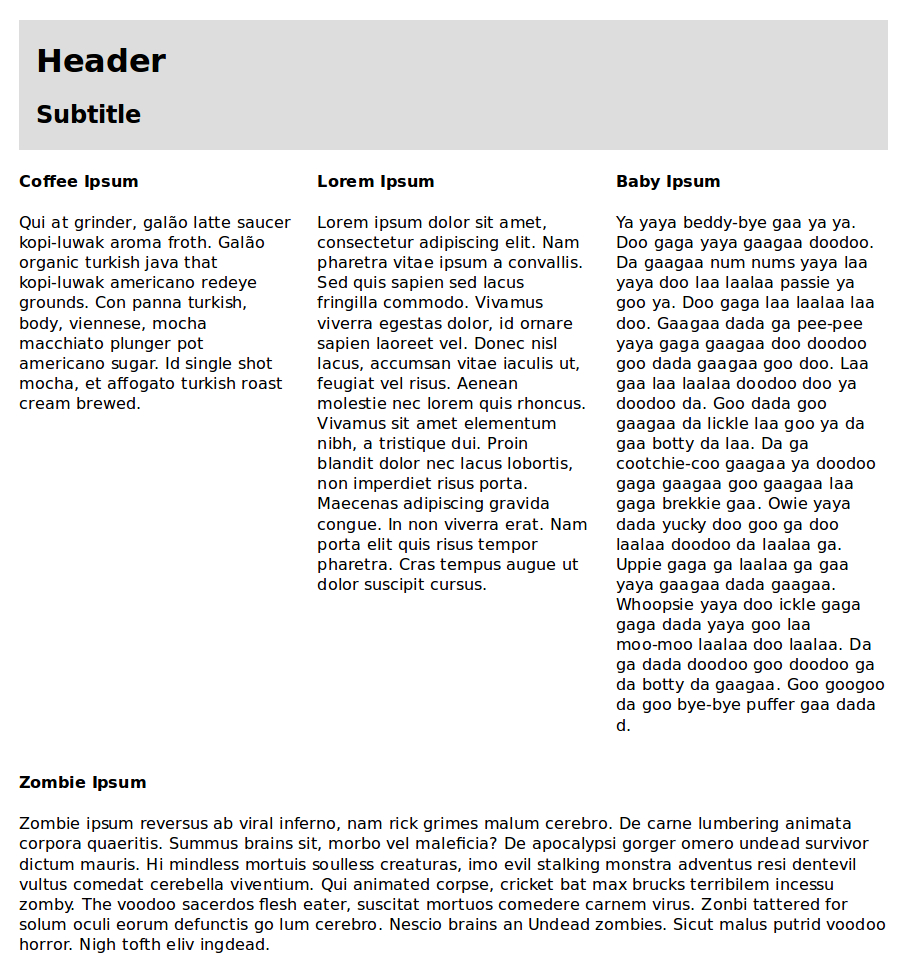 Header
Subtitle
Coffee Ipsum
Qui at grinder, galão latte saucer
kopi-luwak aroma froth. Galão
organic turkish java that
kopi-luwak americano redeye
grounds. Con panna turkish,
body, viennese, mocha
macchiato plunger pot
americano sugar. Id single shot
mocha, et affogato turkish roast
cream brewed.
Lorem Ipsum
Lorem ipsum dolor sit amet,
consectetur adipiscing elit. Nam
pharetra vitae ipsum a convallis.
Sed quis sapien sed lacus
fringilla commodo. Vivamus
viverra egestas dolor, id ornare
sapien laoreet vel. Donec nisl
lacus, accumsan vitae iaculis ut,
feugiat vel risus. Aenean
molestie nec lorem quis rhoncus.
Vivamus sit amet elementum
nibh, a tristique dui. Proin
blandit dolor nec lacus lobortis,
non imperdiet risus porta.
Maecenas adipiscing gravida
congue. In non viverra erat. Nam
porta elit quis risus tempor
pharetra. Cras tempus augue ut
dolor suscipit cursus.
Baby Ipsum
Ya yaya beddy-bye gaa ya ya.
Doo gaga yaya gaagaa doodoo.
Da gaagaa num nums yaya laa
yaya doo laa laalaa passie ya
goo ya. Doo gaga laa laalaa laa
doo. Gaagaa dada ga pee-pee
yaya gaga gaagaa doo doodoo
goo dada gaagaa goo doo. Laa
gaa laa laalaa doodoo doo ya
doodoo da. Goo dada goo
gaagaa da lickle laa goo ya da
gaa botty da laa. Da ga
cootchie-coo gaagaa ya doodoo
gaga gaagaa goo gaagaa laa
gaga brekkie gaa. Owie yaya
dada yucky doo goo ga doo
laalaa doodoo da laalaa ga.
Uppie gaga ga laalaa ga gaa
yaya gaagaa dada gaagaa.
Whoopsie yaya doo ickle gaga
gaga dada yaya goo laa
moo-moo laalaa doo laalaa. Da
ga dada doodoo goo doodoo ga
da botty da gaagaa. Goo googoo
da goo bye-bye puffer gaa dada
d.
Zombie Ipsum
Zombie ipsum reversus ab viral inferno, nam rick grimes malum cerebro. De carne lumbering animata
corpora quaeritis. Summus brains sit, morbo vel maleficia? De apocalypsi gorger omero undead survivor
dictum mauris. Hi mindless mortuis soulless creaturas, imo evil stalking monstra adventus resi dentevil
vultus comedat cerebella viventium. Qui animated corpse, cricket bat max brucks terribilem incessu
zomby. The voodoo sacerdos flesh eater, suscitat mortuos comedere carnem virus. Zonbi tattered for
solum oculi eorum defunctis go lum cerebro. Nescio brains an Undead zombies. Sicut malus putrid voodoo
horror. Nigh tofth eliv ingdead.